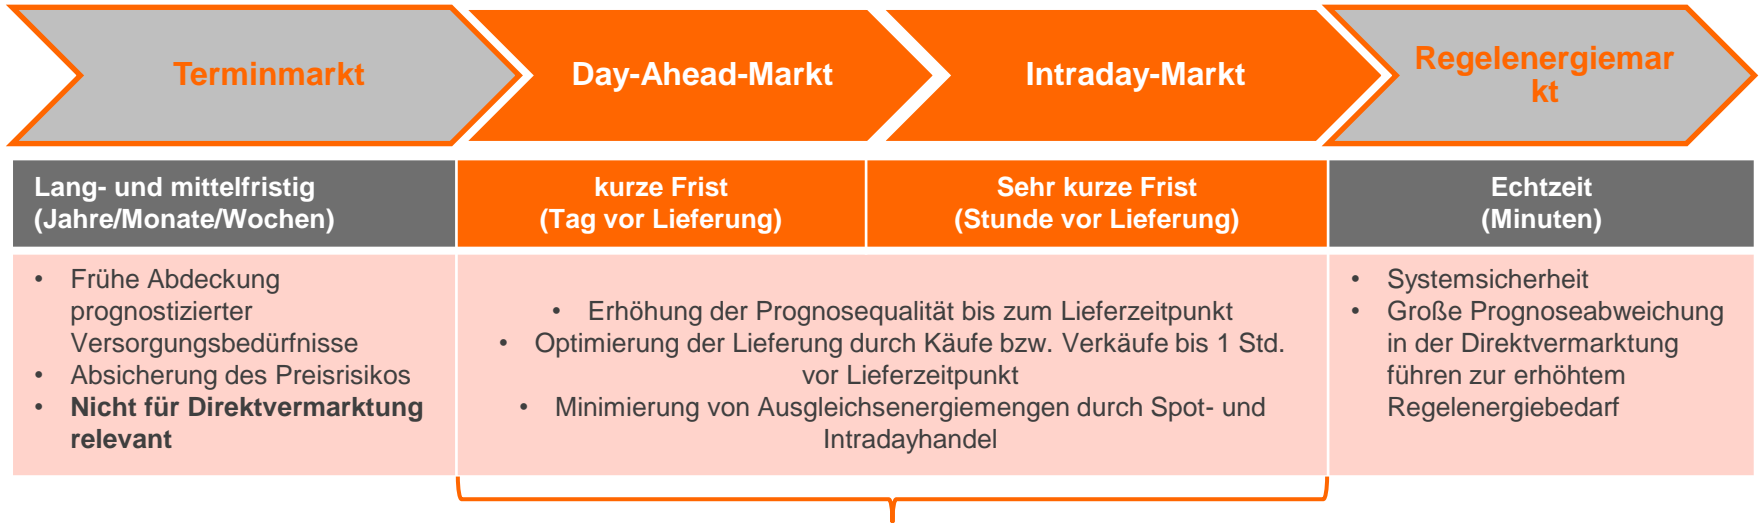 Terminmarkt
Day-Ahead-Markt
Intraday-Markt
Regelenergiemar
kt
Lang- und mittelfristig
(Jahre/Monate/Wochen)
kurze Frist
(Tag vor Lieferung)
Sehr kurze Frist
(Stunde vor Lieferung)
Echtzeit
(Minuten)
• Frühe Abdeckung
prognostizierter
Versorgungsbedürfnisse
• Absicherung des Preisrisikos
• Nicht für Direktvermarktung
relevant
• Erhöhung der Prognosequalität bis zum Lieferzeitpunkt
• Optimierung der Lieferung durch Käufe bzw. Verkäufe bis 1 Std.
vor Lieferzeitpunkt
• Minimierung von Ausgleichsenergiemengen durch Spot- und
Intradayhandel
• Systemsicherheit
• Große Prognoseabweichung
in der Direktvermarktung
führen zur erhöhtem
Regelenergiebedarf